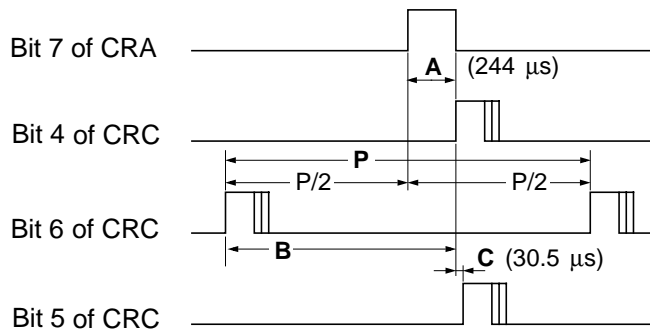 Bit 7 of CRA
A (244 µs)
Bit 4 of CRC
P
P/2 P/2
Bit 6 of CRC
B
C (30.5 µs)
Bit 5 of CRC